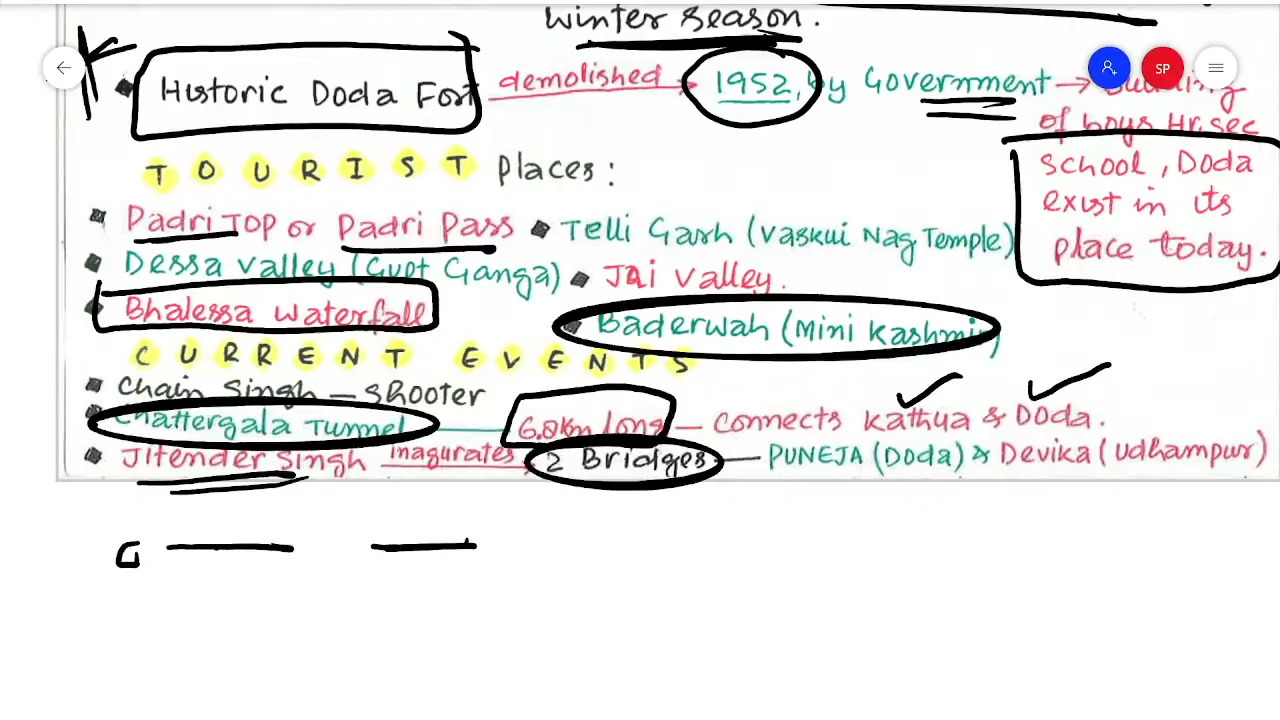 winter season.
Historic Doda Fort demolished → 1952, by Government → Building
of boys Hr. sec
school, Doda
exist in its
place today.
TOURIST Places:
Padri TOP or Padri Pass
Telli Garh (Vaskui Nag Temple)
Dessa valley (Gupt Ganga)
Jai valley.
Bhalessa waterfall
Baderwah (Mini Kashmir)
CURRENT EVENTS
Chain Singh — shooter
Chattergala Tunnel — 6.8km long — connects Kathua & Doda.
Jitender Singh inagurates 2 Bridges — PUNEJA (Doda) & Devika (Udhampur)
SP